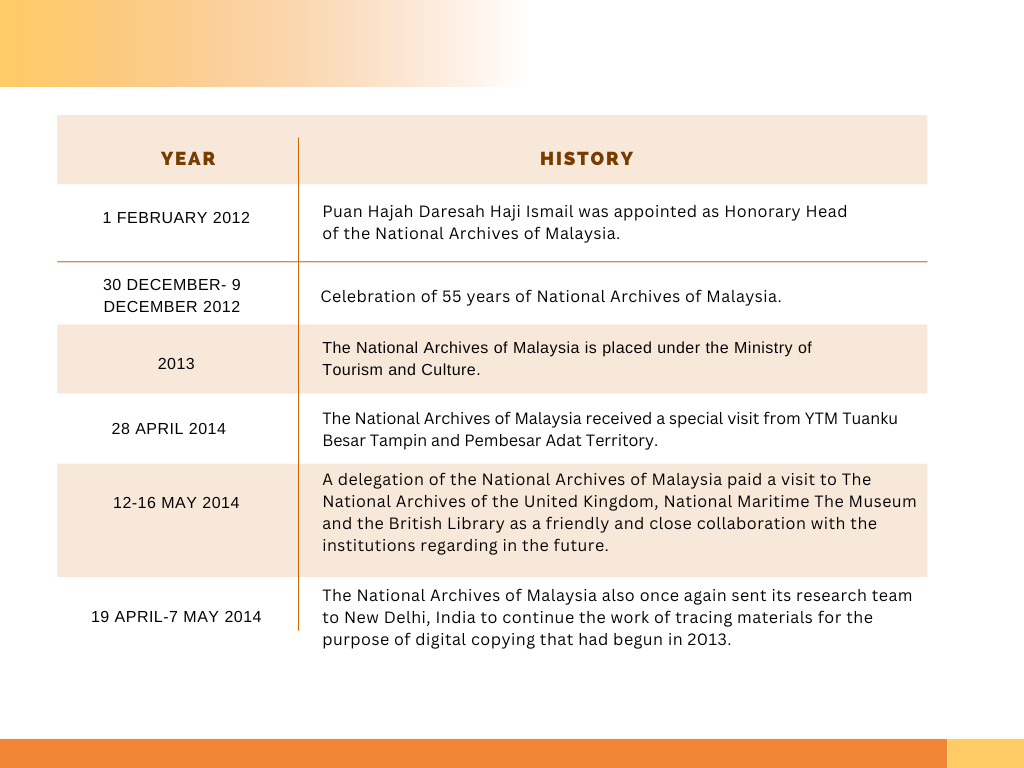 YEAR
HISTORY
1 FEBRUARY 2012
Puan Hajah Daresah Haji Ismail was appointed as Honorary Head
of the National Archives of Malaysia.
30 DECEMBER- 9
DECEMBER 2012
Celebration of 55 years of National Archives of Malaysia.
2013
The National Archives of Malaysia is placed under the Ministry of
Tourism and Culture.
28 APRIL 2014
The National Archives of Malaysia received a special visit from YTM Tuanku
Besar Tampin and Pembesar Adat Territory.
12-16 MAY 2014
A delegation of the National Archives of Malaysia paid a visit to The
National Archives of the United Kingdom, National Maritime The Museum
and the British Library as a friendly and close collaboration with the
institutions regarding in the future.
19 APRIL-7 MAY 2014
The National Archives of Malaysia also once again sent its research team
to New Delhi, India to continue the work of tracing materials for the
purpose of digital copying that had begun in 2013.